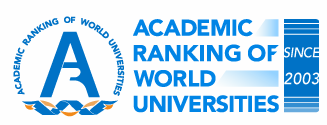 ACADEMIC RANKING OF WORLD UNIVERSITIES
A
ACADEMIC
RANKING OF
WORLD
UNIVERSITIES
SINCE
2003